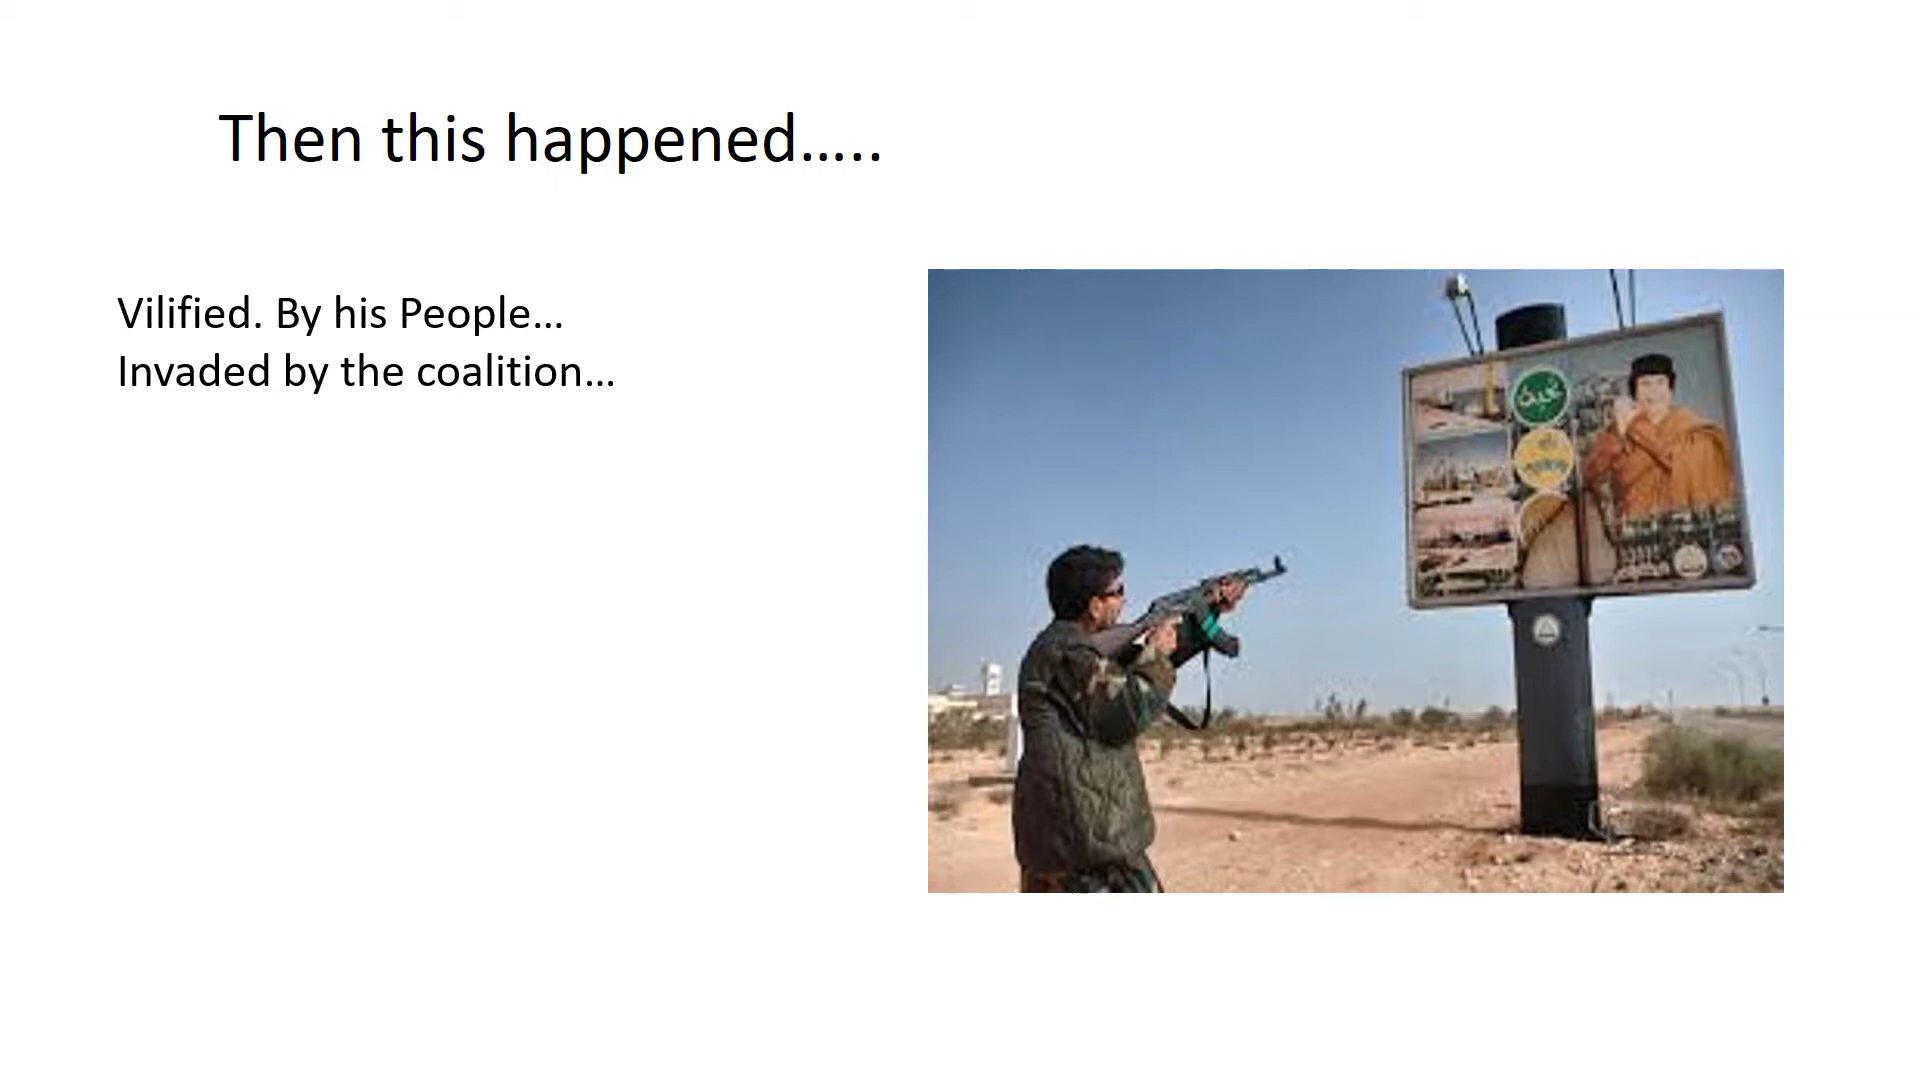 Then this happened…..
Vilified. By his People…
Invaded by the coalition…